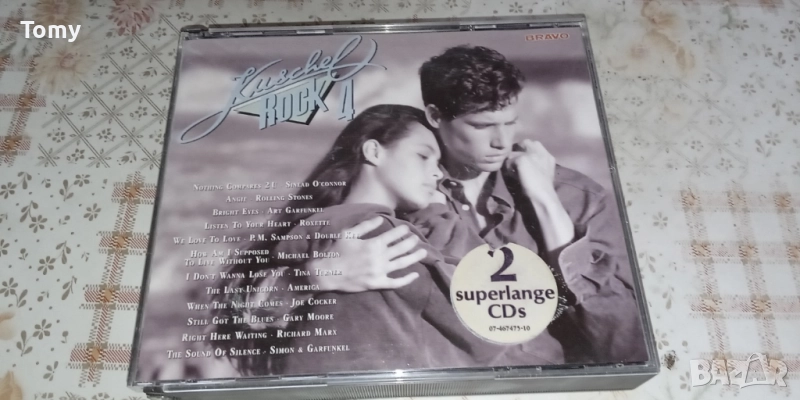 Tomy
BRAVO
Kuschel
ROCK 4
NOTHING COMPARES 2 U SINEAD O'CONNOR
ANGIE ROLLING STONES
BRIGHT EYES - ART GARFUNKEL
LISTEN TO YOUR HEART - ROXETTE
WE LOVE TO LOVE - P.M. SAMPSON & DOUBLE KEY
HOW AM I SUPPOSED
TO LIVE WITHOUT YOU - MICHAEL BOLTON
I DON'T WANNA LOSE YOU - TINA TURNER
THE LAST UNICORN - AMERICA
WHEN THE NIGHT COMES - JOE COCKER
STILL GOT THE BLUES - GARY MOORE
RIGHT HERE WAITING - RICHARD MARX
THE SOUND OF SILENCE - SIMON & GARFUNKEL
2
superlange
CDs
07-467475-10
BAZAR